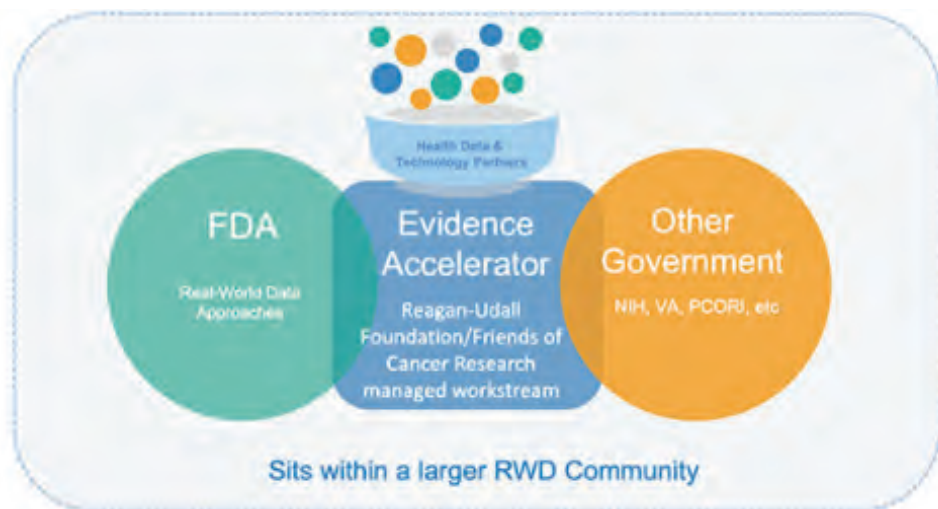 Health Data &
Technology Partners
FDA
Real-World Data
Approaches
Evidence
Accelerator
Reagan-Udall
Foundation/Friends of
Cancer Research
managed workstream
Other
Government
NIH, VA, PCORI, etc
Sits within a larger RWD Community